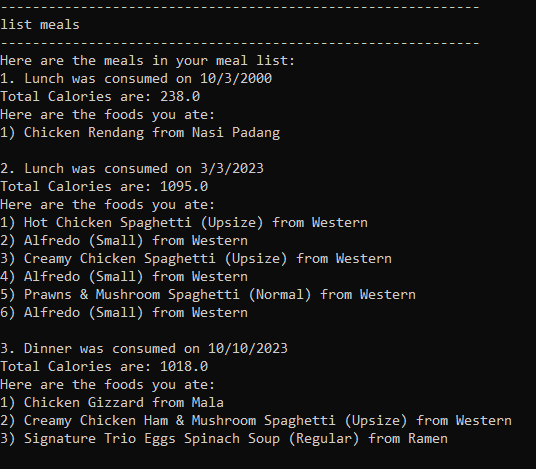 ------------------------------------------------------------
list meals
------------------------------------------------------------
Here are the meals in your meal list:
1. Lunch was consumed on 10/3/2000
Total Calories are: 238.0
Here are the foods you ate:
1) Chicken Rendang from Nasi Padang

2. Lunch was consumed on 3/3/2023
Total Calories are: 1095.0
Here are the foods you ate:
1) Hot Chicken Spaghetti (Upsize) from Western
2) Alfredo (Small) from Western
3) Creamy Chicken Spaghetti (Upsize) from Western
4) Alfredo (Small) from Western
5) Prawns & Mushroom Spaghetti (Normal) from Western
6) Alfredo (Small) from Western

3. Dinner was consumed on 10/10/2023
Total Calories are: 1018.0
Here are the foods you ate:
1) Chicken Gizzard from Mala
2) Creamy Chicken Ham & Mushroom Spaghetti (Upsize) from Western
3) Signature Trio Eggs Spinach Soup (Regular) from Ramen